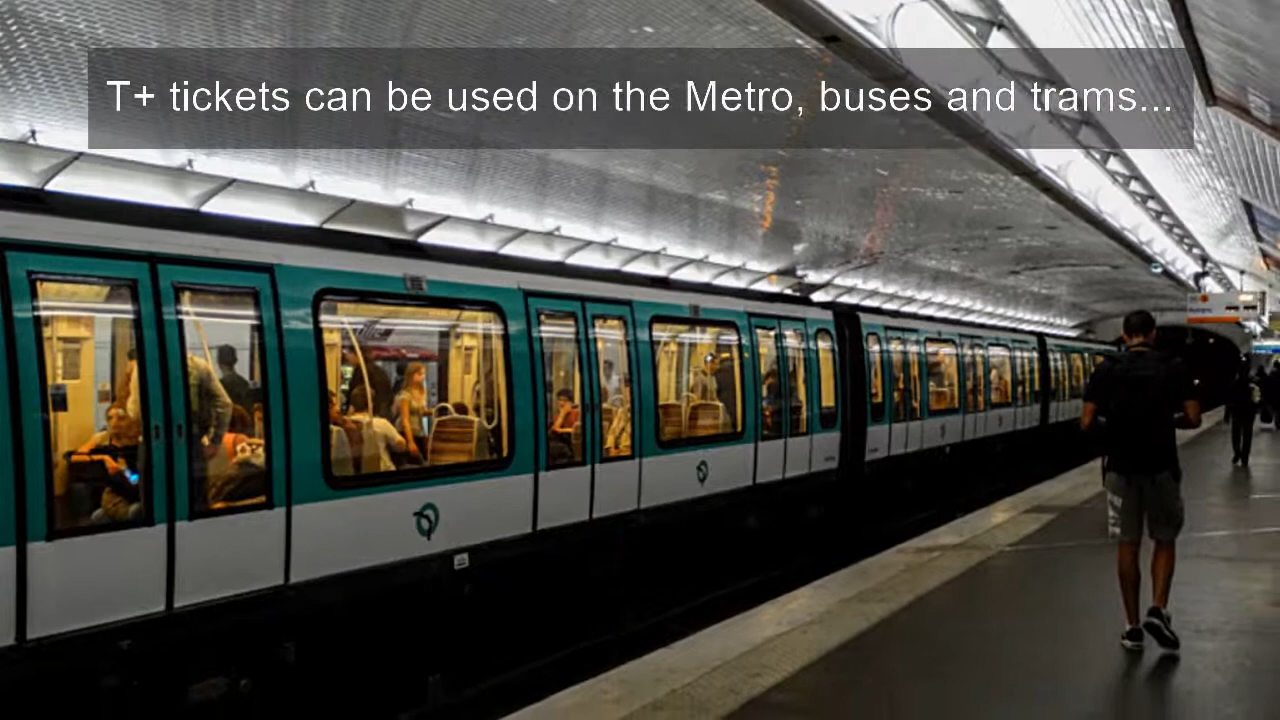 T+ tickets can be used on the Metro, buses and trams...